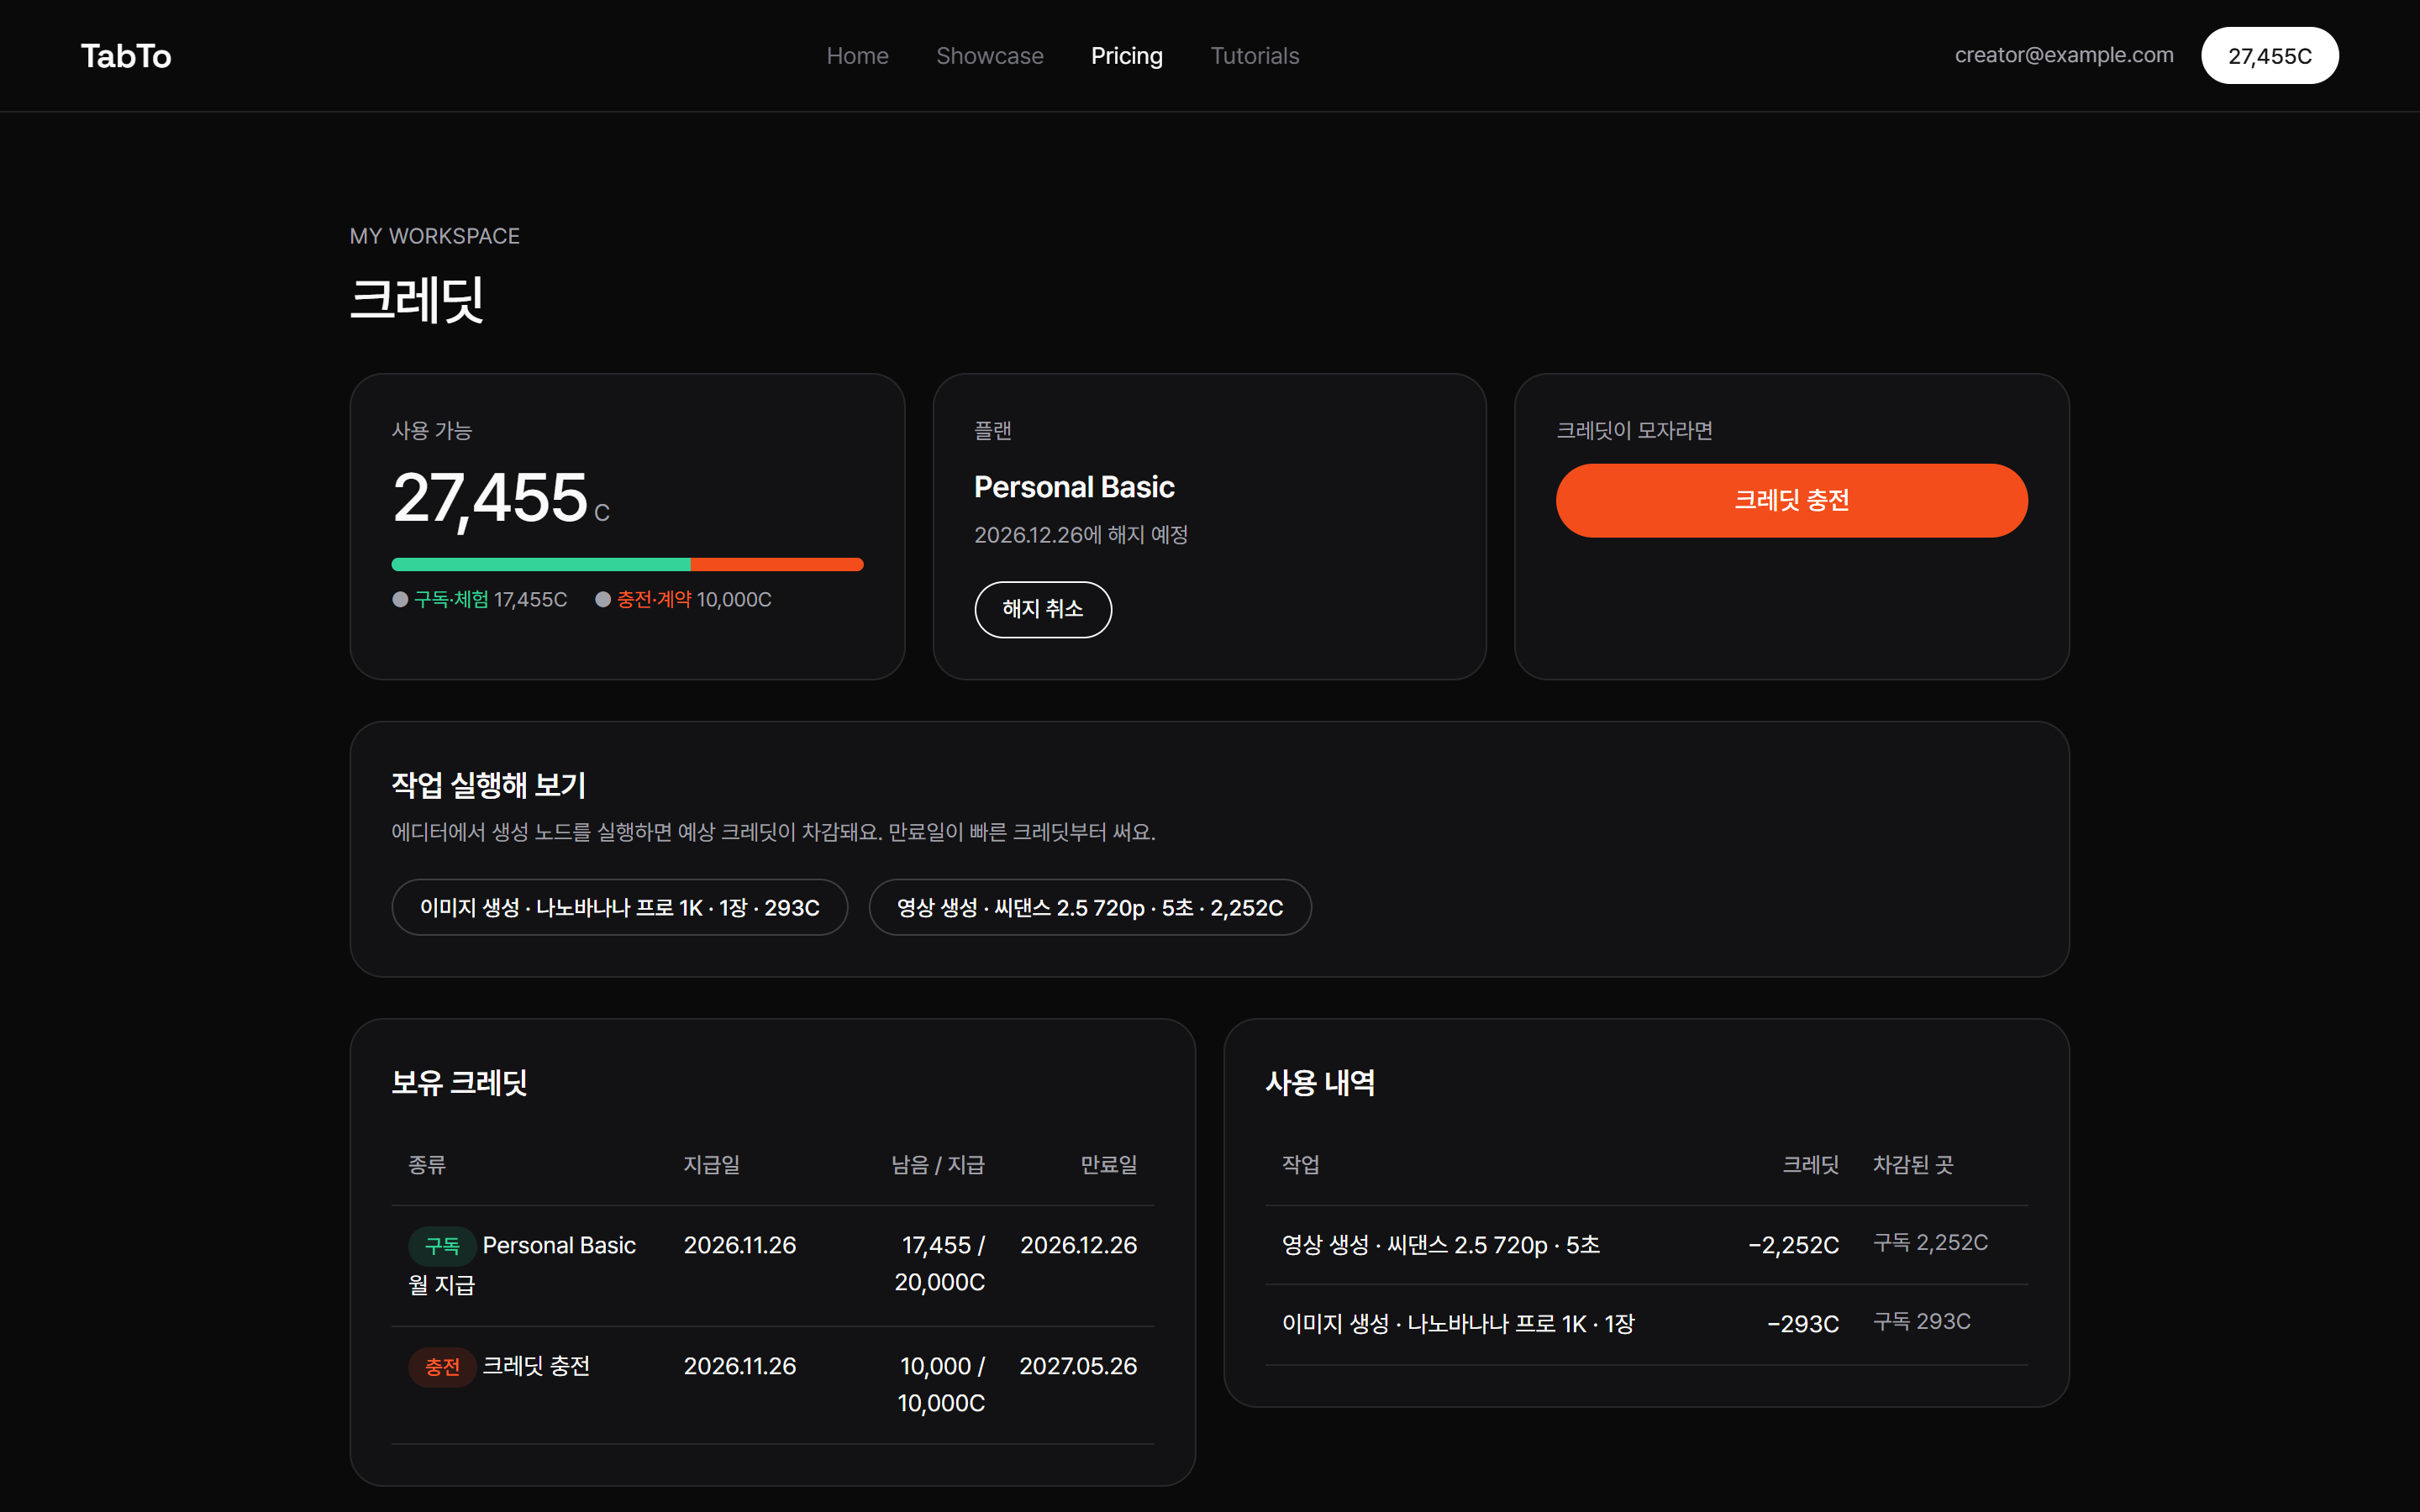 TabTo
Home
Showcase
Pricing
Tutorials
creator@example.com
27,455C
MY WORKSPACE
크레딧
사용 가능
27,455 C
구독·체험 17,455C
충전·계약 10,000C
플랜
Personal Basic
2026.12.26에 해지 예정
해지 취소
크레딧이 모자라면
크레딧 충전
작업 실행해 보기
에디터에서 생성 노드를 실행하면 예상 크레딧이 차감돼요. 만료일이 빠른 크레딧부터 써요.
이미지 생성 · 나노바나나 프로 1K · 1장 · 293C
영상 생성 · 씨댄스 2.5 720p · 5초 · 2,252C
보유 크레딧
종류 지급일 남음 / 지급 만료일
구독 Personal Basic 2026.11.26 17,455 / 2026.12.26
월 지급 20,000C
충전 크레딧 충전 2026.11.26 10,000 / 2027.05.26
10,000C
사용 내역
작업 크레딧 차감된 곳
영상 생성 · 씨댄스 2.5 720p · 5초 −2,252C 구독 2,252C
이미지 생성 · 나노바나나 프로 1K · 1장 −293C 구독 293C